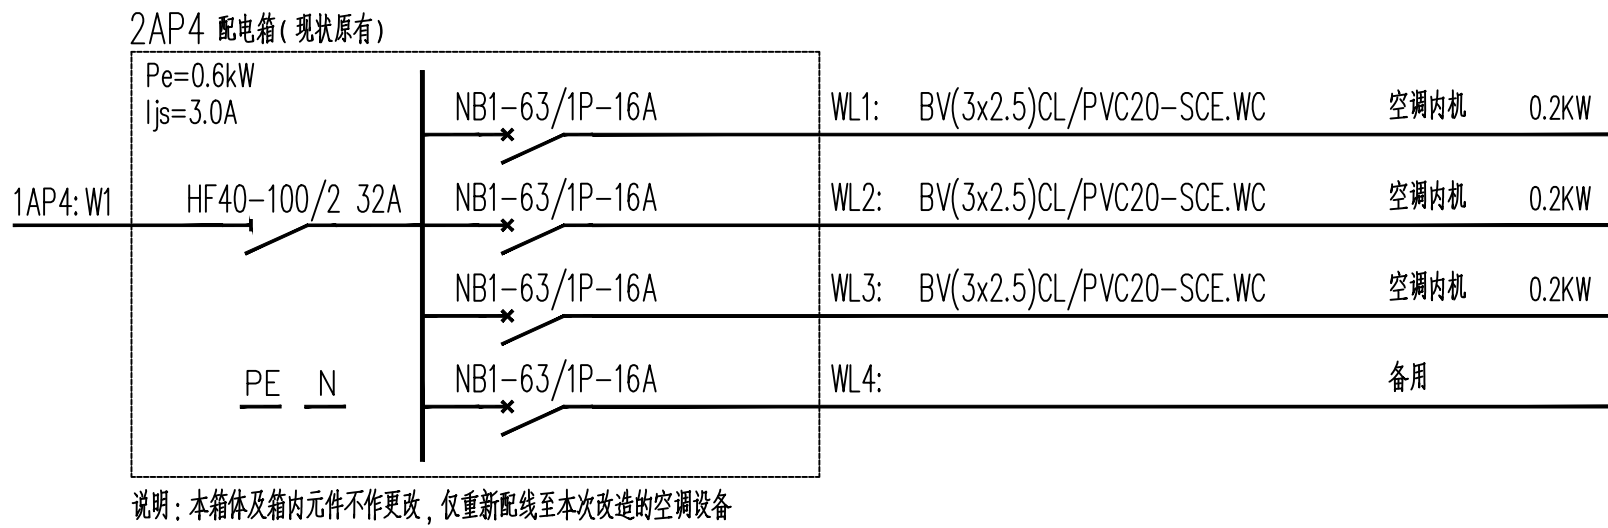 2AP4 配电箱(现状原有)
Pe=0.6kW
Ijs=3.0A
NB1-63/1P-16A WL1: BV(3x2.5)CL/PVC20-SCE.WC 空调内机 0.2KW
1AP4:W1 HF40-100/2 32A NB1-63/1P-16A WL2: BV(3x2.5)CL/PVC20-SCE.WC 空调内机 0.2KW
NB1-63/1P-16A WL3: BV(3x2.5)CL/PVC20-SCE.WC 空调内机 0.2KW
PE N NB1-63/1P-16A WL4: 备用
说明:本箱体及箱内元件不作更改,仅重新配线至本次改造的空调设备